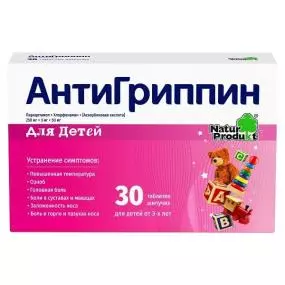 АнтиГриппин
Парацетамол + Хлорфенамин + [Аскорбиновая кислота]
250 мг + 3 мг + 50 мг
Для Детей
Natur
Produkt
Устранение симптомов:
• Повышенная температура
• Озноб
• Головная боль
• Боли в суставах и мышцах
• Заложенность носа
• Боль в горле и пазухах носа
30 таблеток
шипучих
для детей от 3-х лет
A
B